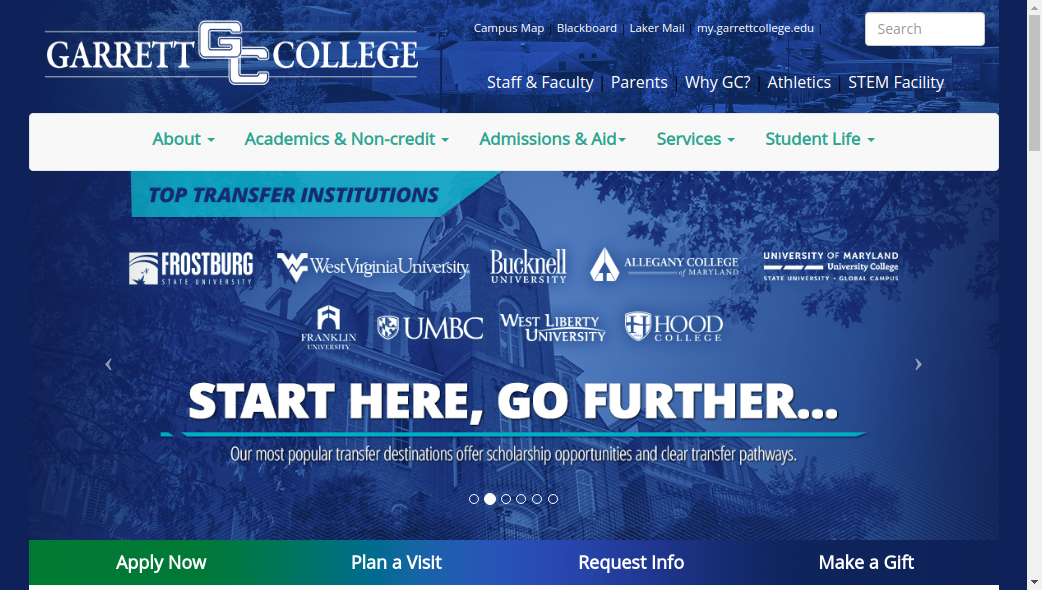 GARRETT GC COLLEGE
Campus Map | Blackboard | Laker Mail | my.garrettcollege.edu |
Search
Staff & Faculty | Parents | Why GC? | Athletics | STEM Facility
About Academics & Non-credit Admissions & Aid Services Student Life
TOP TRANSFER INSTITUTIONS
FROSTBURG
STATE UNIVERSITY
WV WestVirginiaUniversity
Bucknell
UNIVERSITY
ALLEGANY COLLEGE
of MARYLAND
UNIVERSITY OF MARYLAND
University College
STATE UNIVERSITY • GLOBAL CAMPUS
FRANKLIN
UNIVERSITY
UMBC
WEST LIBERTY
UNIVERSITY
HOOD
COLLEGE
START HERE, GO FURTHER...
Our most popular transfer destinations offer scholarship opportunities and clear transfer pathways.
Apply Now Plan a Visit Request Info Make a Gift